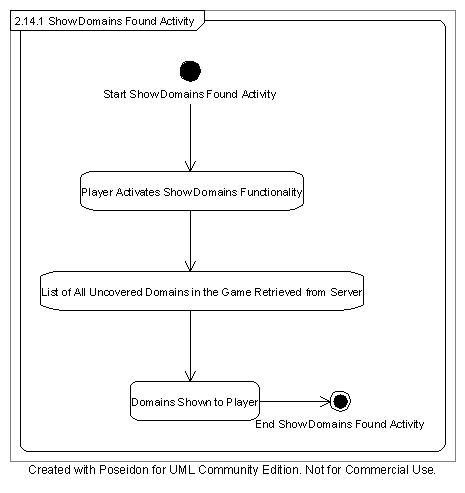 2.14.1 ShowDomains Found Activity
Start ShowDomains Found Activity
Player Activates ShowDomains Functionality
List of All Uncovered Domains in the Game Retrieved from Server
Domains Shown to Player
End ShowDomains Found Activity
Created with Poseidon for UML Community Edition. Not for Commercial Use.